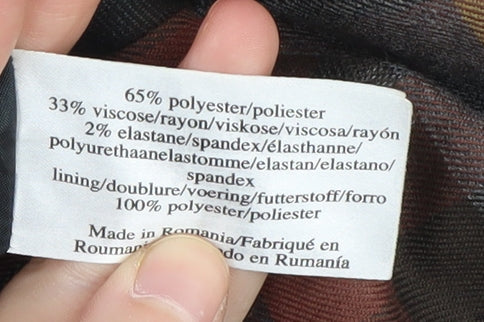 65% polyester/poliester
33% viscose/rayon/viskose/viscosa/rayón
2% elastane/spandex/élasthanne/
polyurethaanelastomme/elastan/elastano/
spandex
lining/doublure/voering/futterstoff/forro
100% polyester/poliester
Made in Romania/Fabriqué en
do en Rumanía